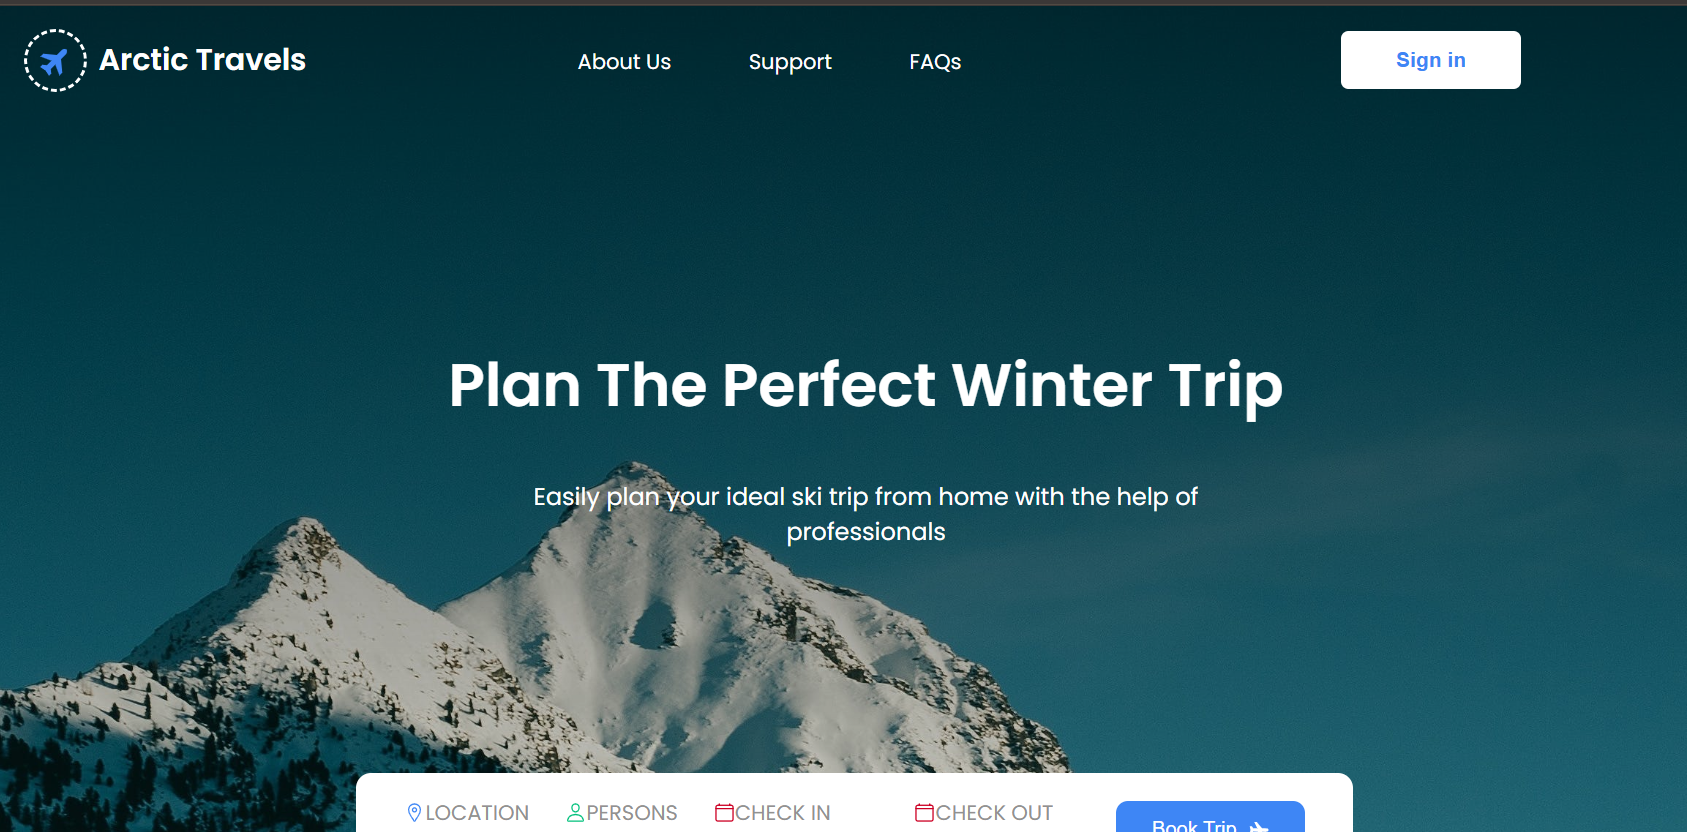 Arctic Travels
About Us
Support
FAQs
Sign in
Plan The Perfect Winter Trip
Easily plan your ideal ski trip from home with the help of
professionals
LOCATION
PERSONS
CHECK IN
CHECK OUT
Book Trip